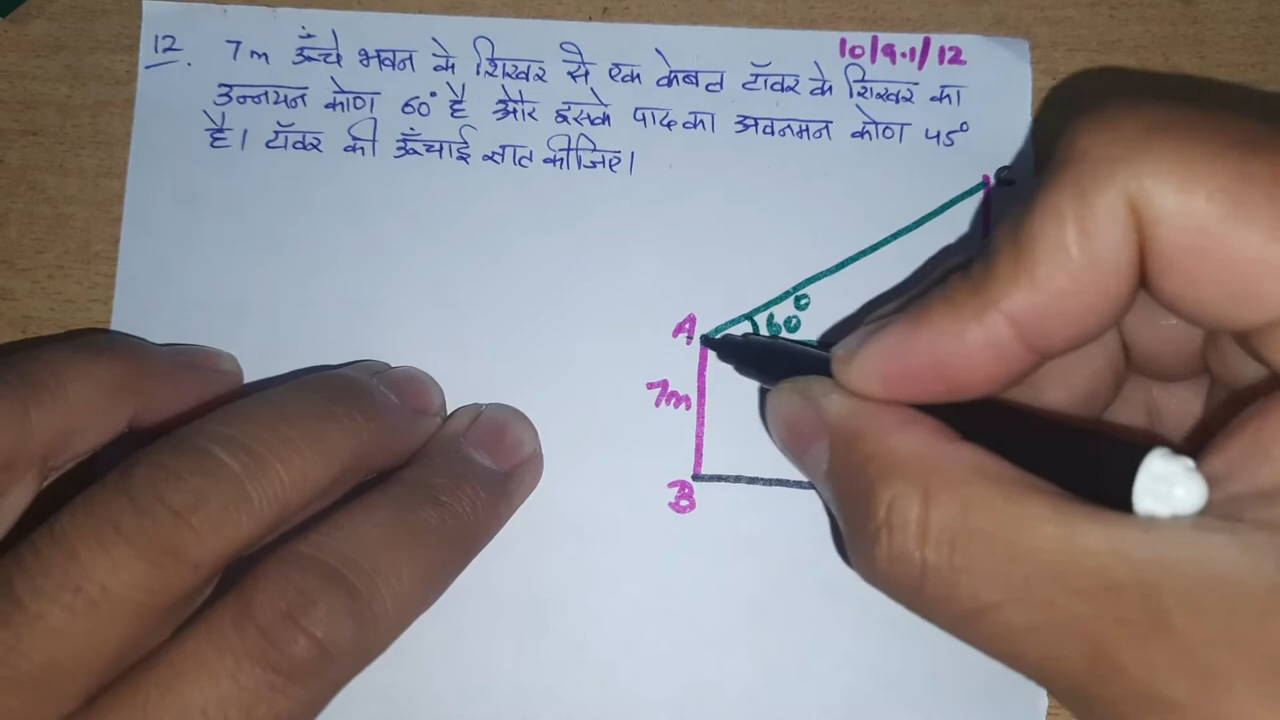 10/9.1/12
12. 7m ऊँचे भवन के शिखर से एक केबल टॉवर के शिखर का
उन्नयन कोण 60° है और इसके पाद का अवनमन कोण 45°
है। टॉवर की ऊँचाई ज्ञात कीजिए।
A
60°
7m
B